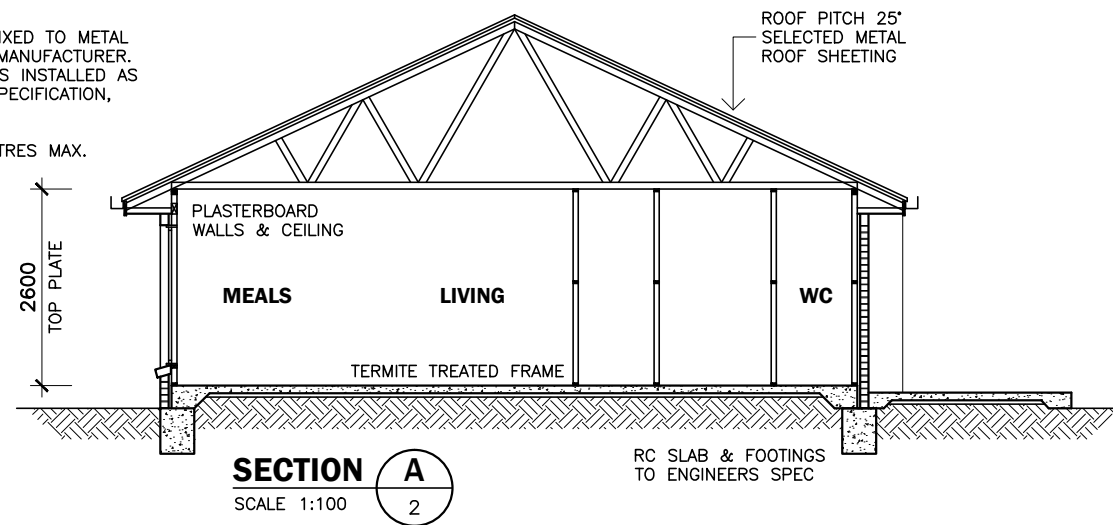 IXED TO METAL
MANUFACTURER.
S INSTALLED AS
PECIFICATION,
TRES MAX.
ROOF PITCH 25°
SELECTED METAL
ROOF SHEETING
2600
TOP PLATE
PLASTERBOARD
WALLS & CEILING
MEALS
LIVING
WC
TERMITE TREATED FRAME
RC SLAB & FOOTINGS
TO ENGINEERS SPEC
SECTION
SCALE 1:100
A
2